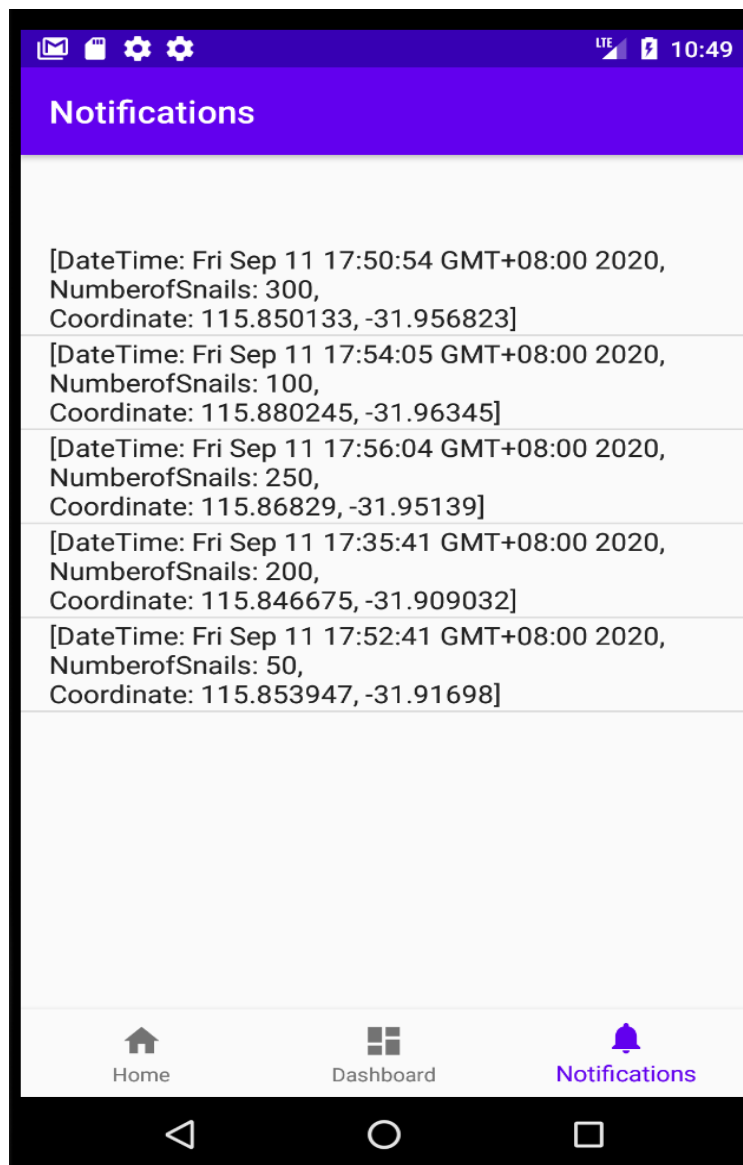 LTE 10:49
Notifications
[DateTime: Fri Sep 11 17:50:54 GMT+08:00 2020,
NumberofSnails: 300,
Coordinate: 115.850133, -31.956823]
[DateTime: Fri Sep 11 17:54:05 GMT+08:00 2020,
NumberofSnails: 100,
Coordinate: 115.880245, -31.96345]
[DateTime: Fri Sep 11 17:56:04 GMT+08:00 2020,
NumberofSnails: 250,
Coordinate: 115.86829, -31.95139]
[DateTime: Fri Sep 11 17:35:41 GMT+08:00 2020,
NumberofSnails: 200,
Coordinate: 115.846675, -31.909032]
[DateTime: Fri Sep 11 17:52:41 GMT+08:00 2020,
NumberofSnails: 50,
Coordinate: 115.853947, -31.91698]
Home Dashboard Notifications